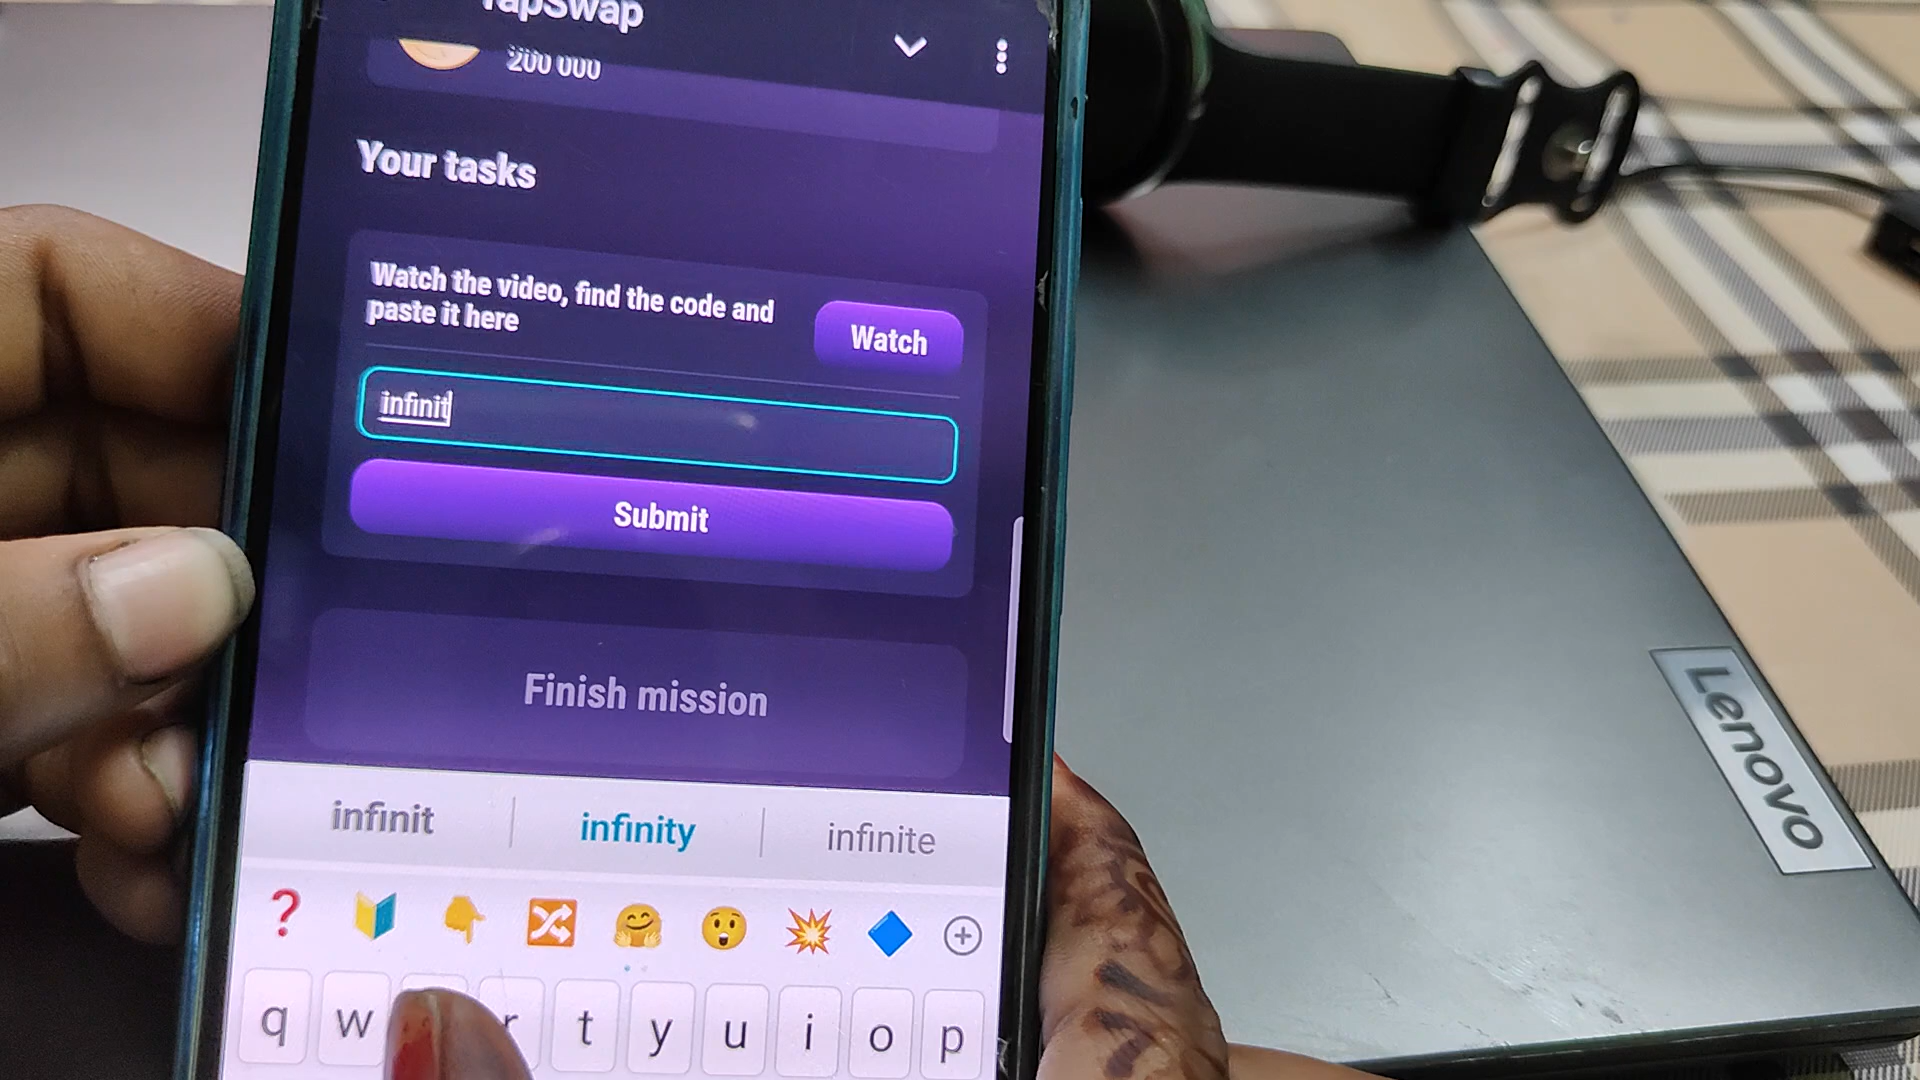 TapSwap
200 000
Your tasks
Watch the video, find the code and
paste it here
Watch
infinit
Submit
Finish mission
infinit infinity infinite
q w r t y u i o p
Lenovo